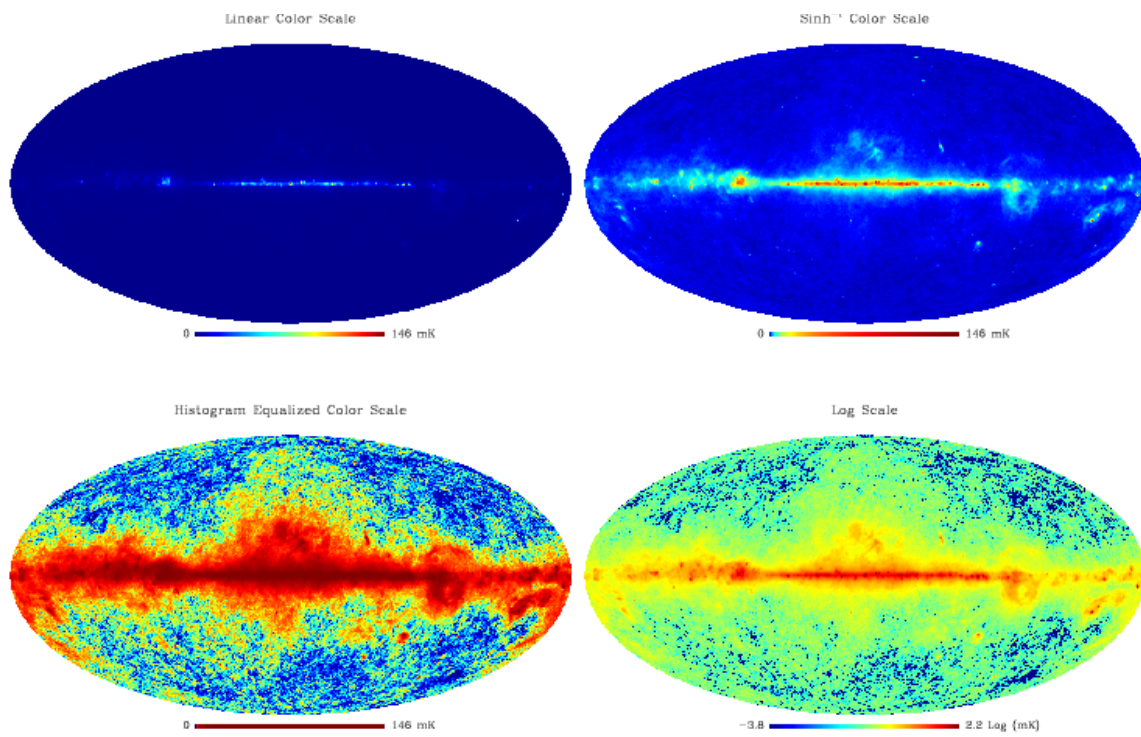 Linear Color Scale
Sinh⁻¹ Color Scale
0 146 mK
0 146 mK
Histogram Equalized Color Scale
Log Scale
0 146 mK
-3.8 2.2 Log (mK)